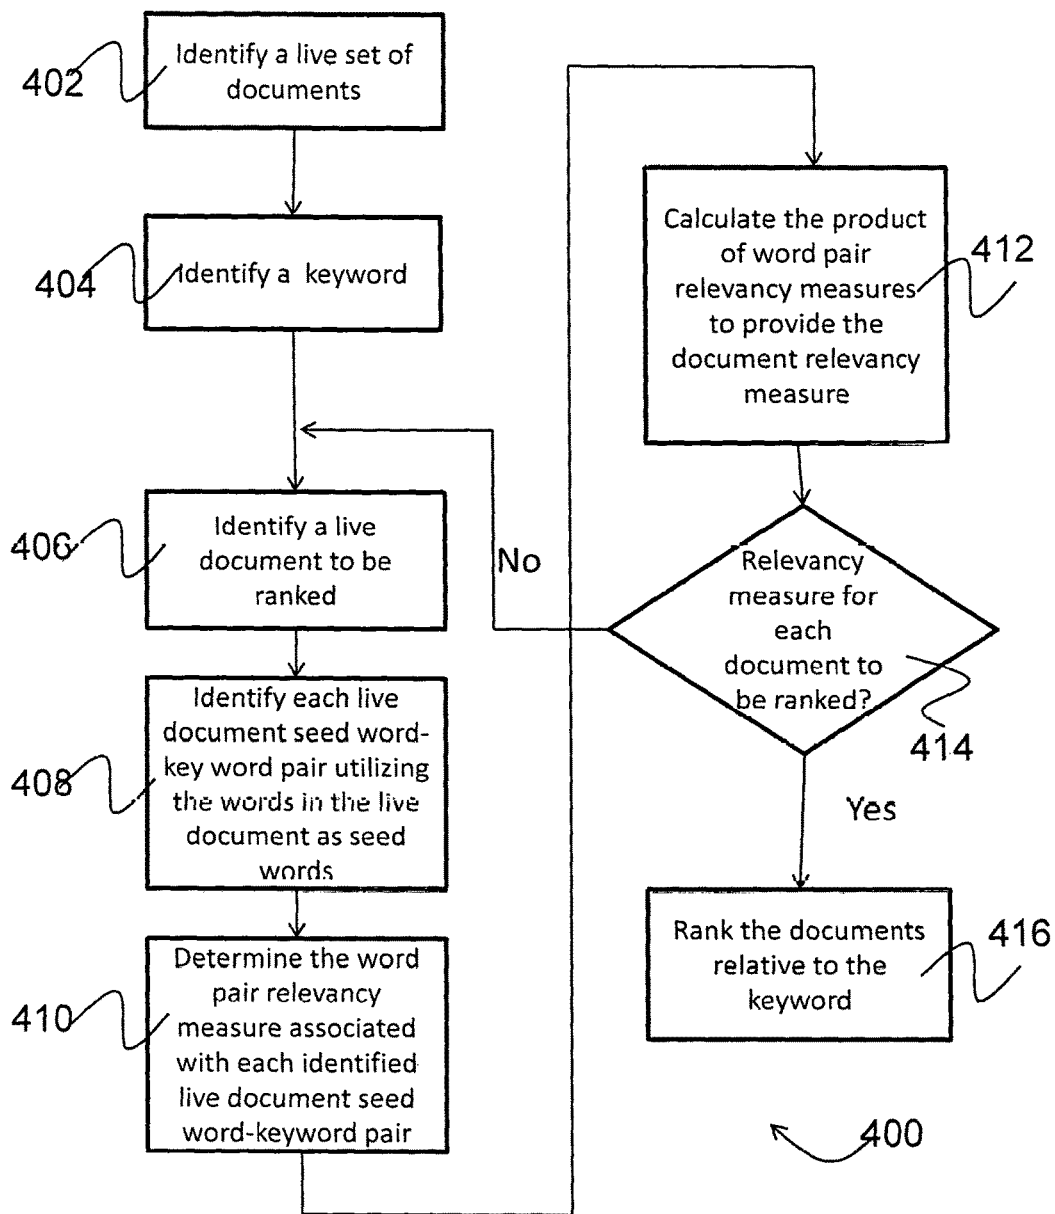 402
Identify a live set of
documents
404
Identify a keyword
406
Identify a live
document to be
ranked
408
Identify each live
document seed word-
key word pair utilizing
the words in the live
document as seed
words
410
Determine the word
pair relevancy
measure associated
with each identified
live document seed
word-keyword pair
412
Calculate the product
of word pair
relevancy measures
to provide the
document relevancy
measure
414
Relevancy
measure for
each
document to
be ranked?
No
Yes
416
Rank the documents
relative to the
keyword
400